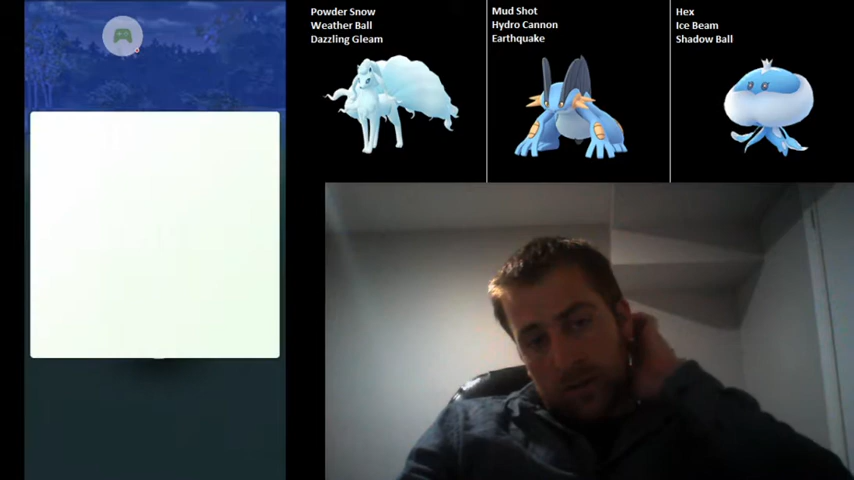 Powder Snow
Weather Ball
Dazzling Gleam
Mud Shot
Hydro Cannon
Earthquake
Hex
Ice Beam
Shadow Ball